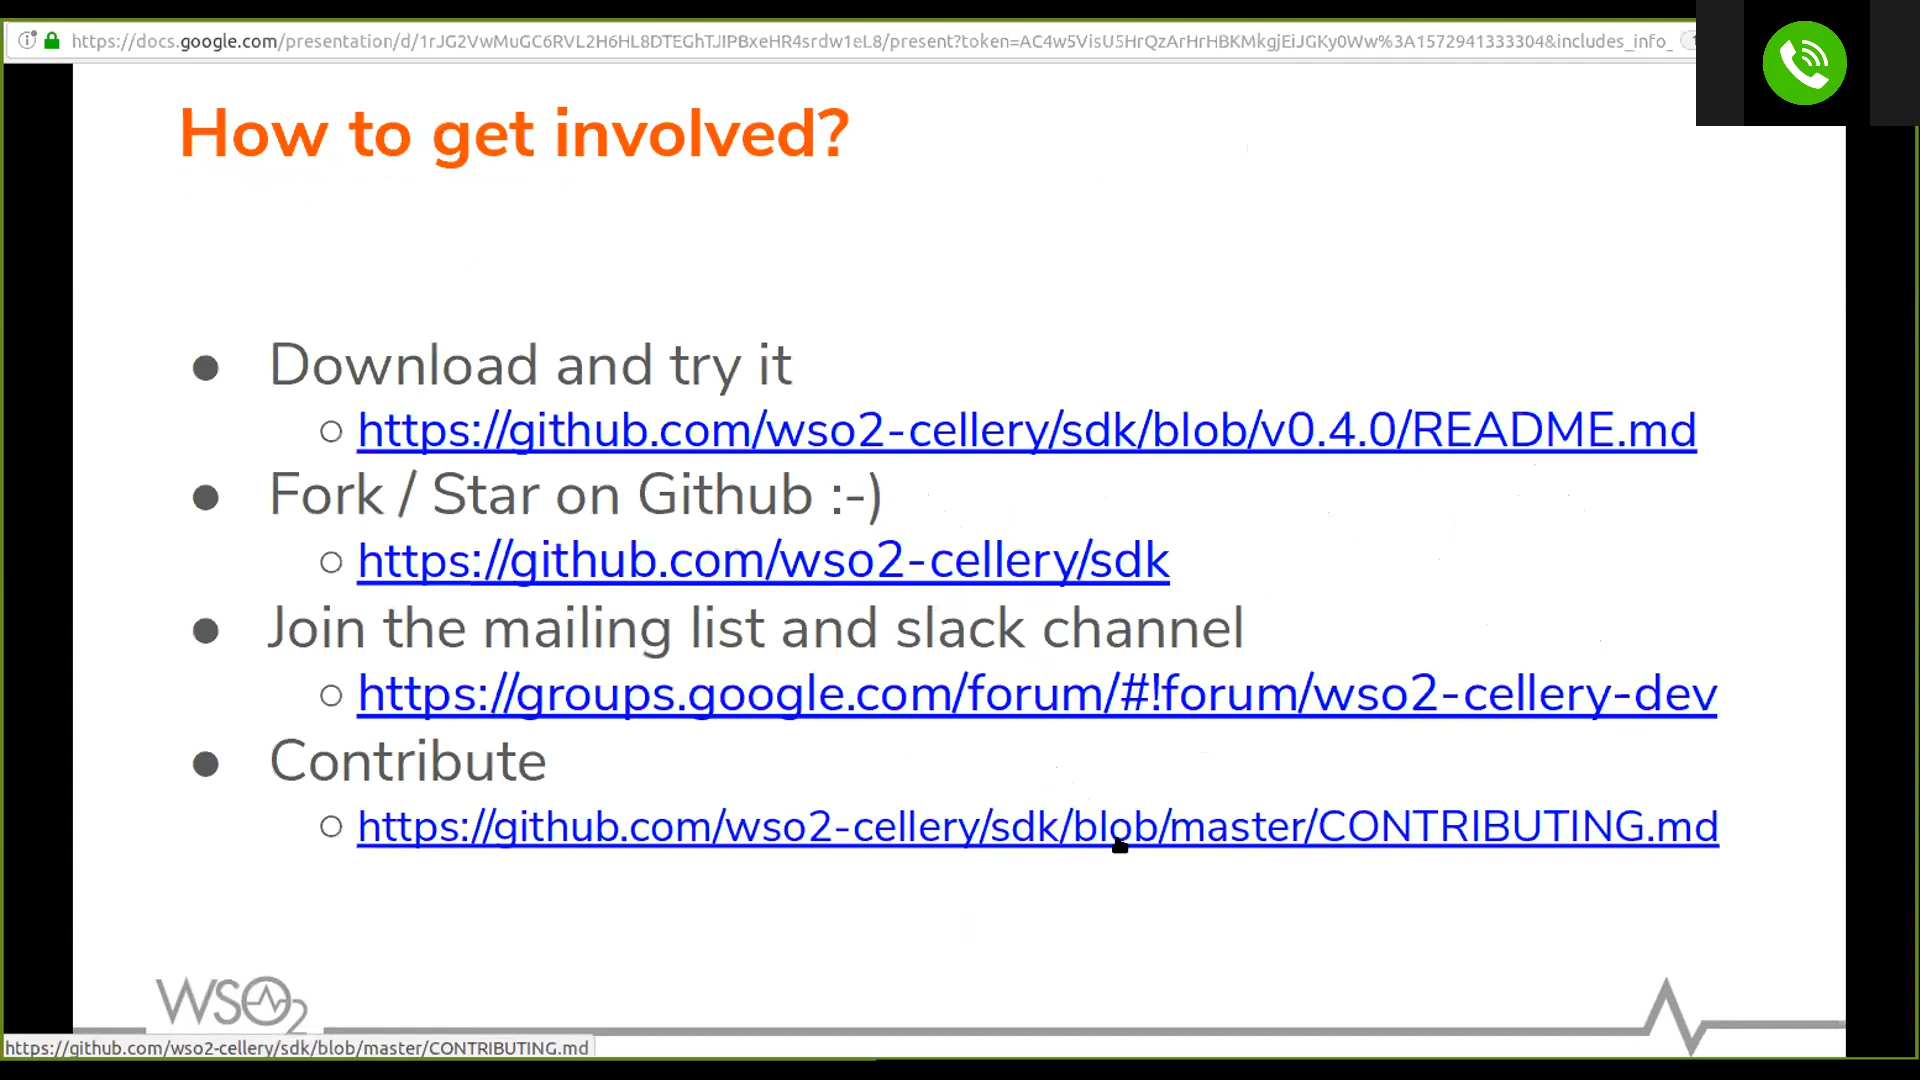 https://docs.google.com/presentation/d/1rJG2VwMuGC6RVL2H6HL8DTEGhTJIPBxeHR4srdw1eL8/present?token=AC4w5VisU5HrQzArHrHBKMkgjEiJGKy0Ww%3A1572941333304&includes_info_
How to get involved?
● Download and try it
○ https://github.com/wso2-cellery/sdk/blob/v0.4.0/README.md
● Fork / Star on Github :-)
○ https://github.com/wso2-cellery/sdk
● Join the mailing list and slack channel
○ https://groups.google.com/forum/#!forum/wso2-cellery-dev
● Contribute
○ https://github.com/wso2-cellery/sdk/blob/master/CONTRIBUTING.md
WSO2
https://github.com/wso2-cellery/sdk/blob/master/CONTRIBUTING.md